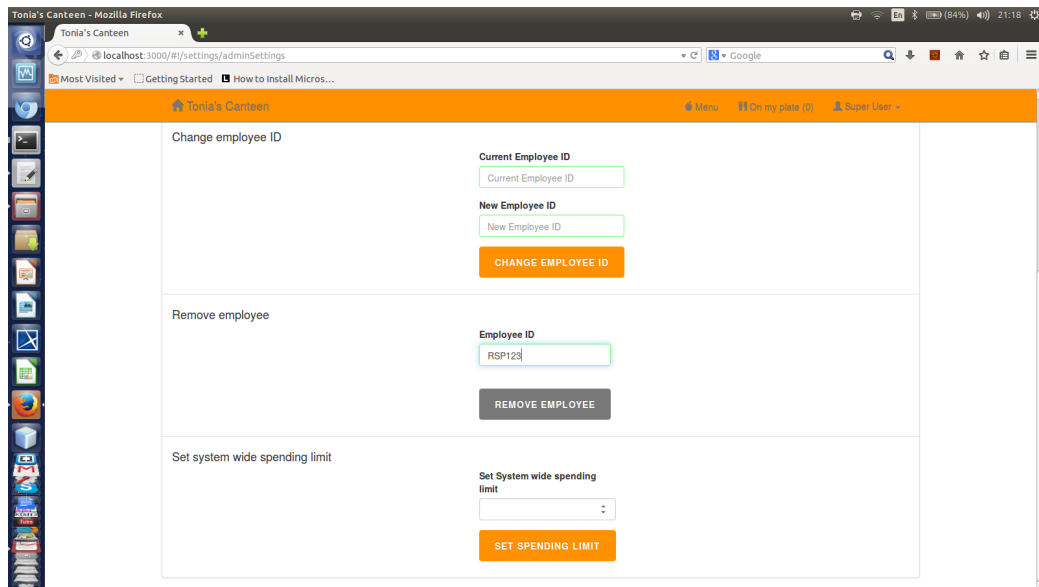 Tonia's Canteen - Mozilla Firefox
En (84%) 21:18
Tonia's Canteen
localhost:3000/#!/settings/adminSettings
Google
Most Visited Getting Started How to Install Micros...
Tonia's Canteen Menu On my plate (0) Super User
Change employee ID
Current Employee ID
Current Employee ID
New Employee ID
New Employee ID
CHANGE EMPLOYEE ID
Remove employee
Employee ID
RSP123
REMOVE EMPLOYEE
Set system wide spending limit
Set System wide spending
limit
SET SPENDING LIMIT